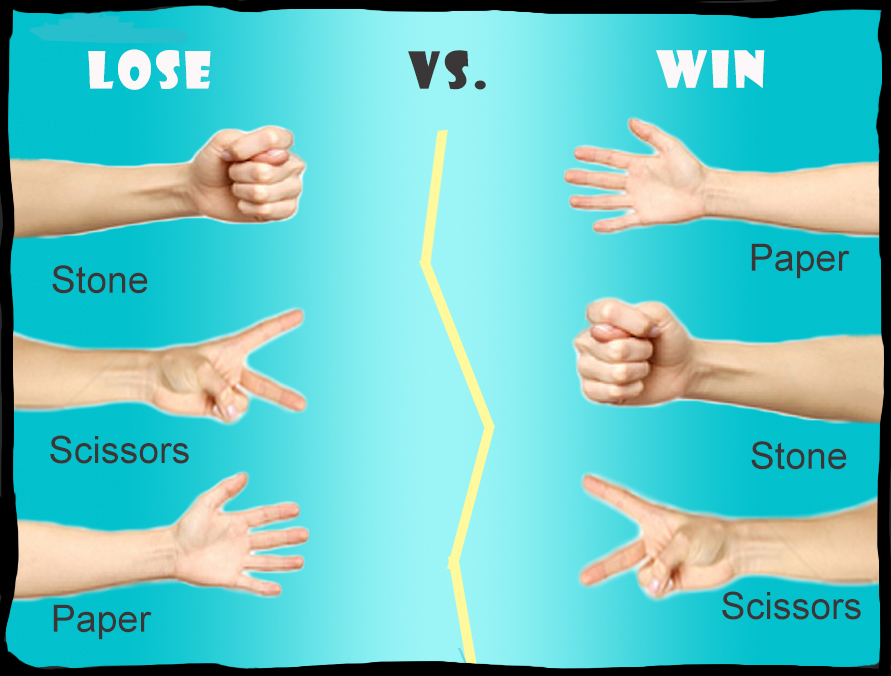 LOSE VS. WIN
Stone
Paper
Scissors
Stone
Paper
Scissors